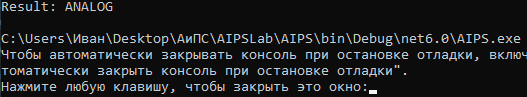 Result: ANALOG
C:\Users\Иван\Desktop\АиПС\AIPSLab\AIPS\bin\Debug\net6.0\AIPS.exe
Чтобы автоматически закрывать консоль при остановке отладки, включ
томатически закрыть консоль при остановке отладки".
Нажмите любую клавишу, чтобы закрыть это окно: